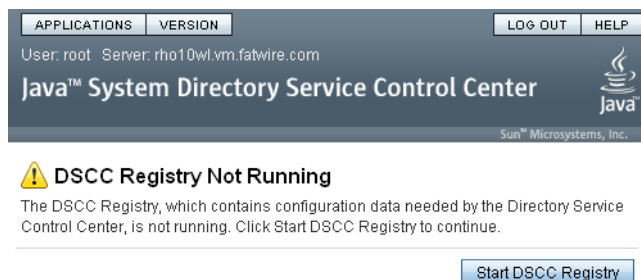 APPLICATIONS VERSION LOG OUT HELP
User: root Server: rho10wl.vm.fatwire.com
Java™ System Directory Service Control Center
Java™
Sun™ Microsystems, Inc.
DSCC Registry Not Running
The DSCC Registry, which contains configuration data needed by the Directory Service
Control Center, is not running. Click Start DSCC Registry to continue.
Start DSCC Registry